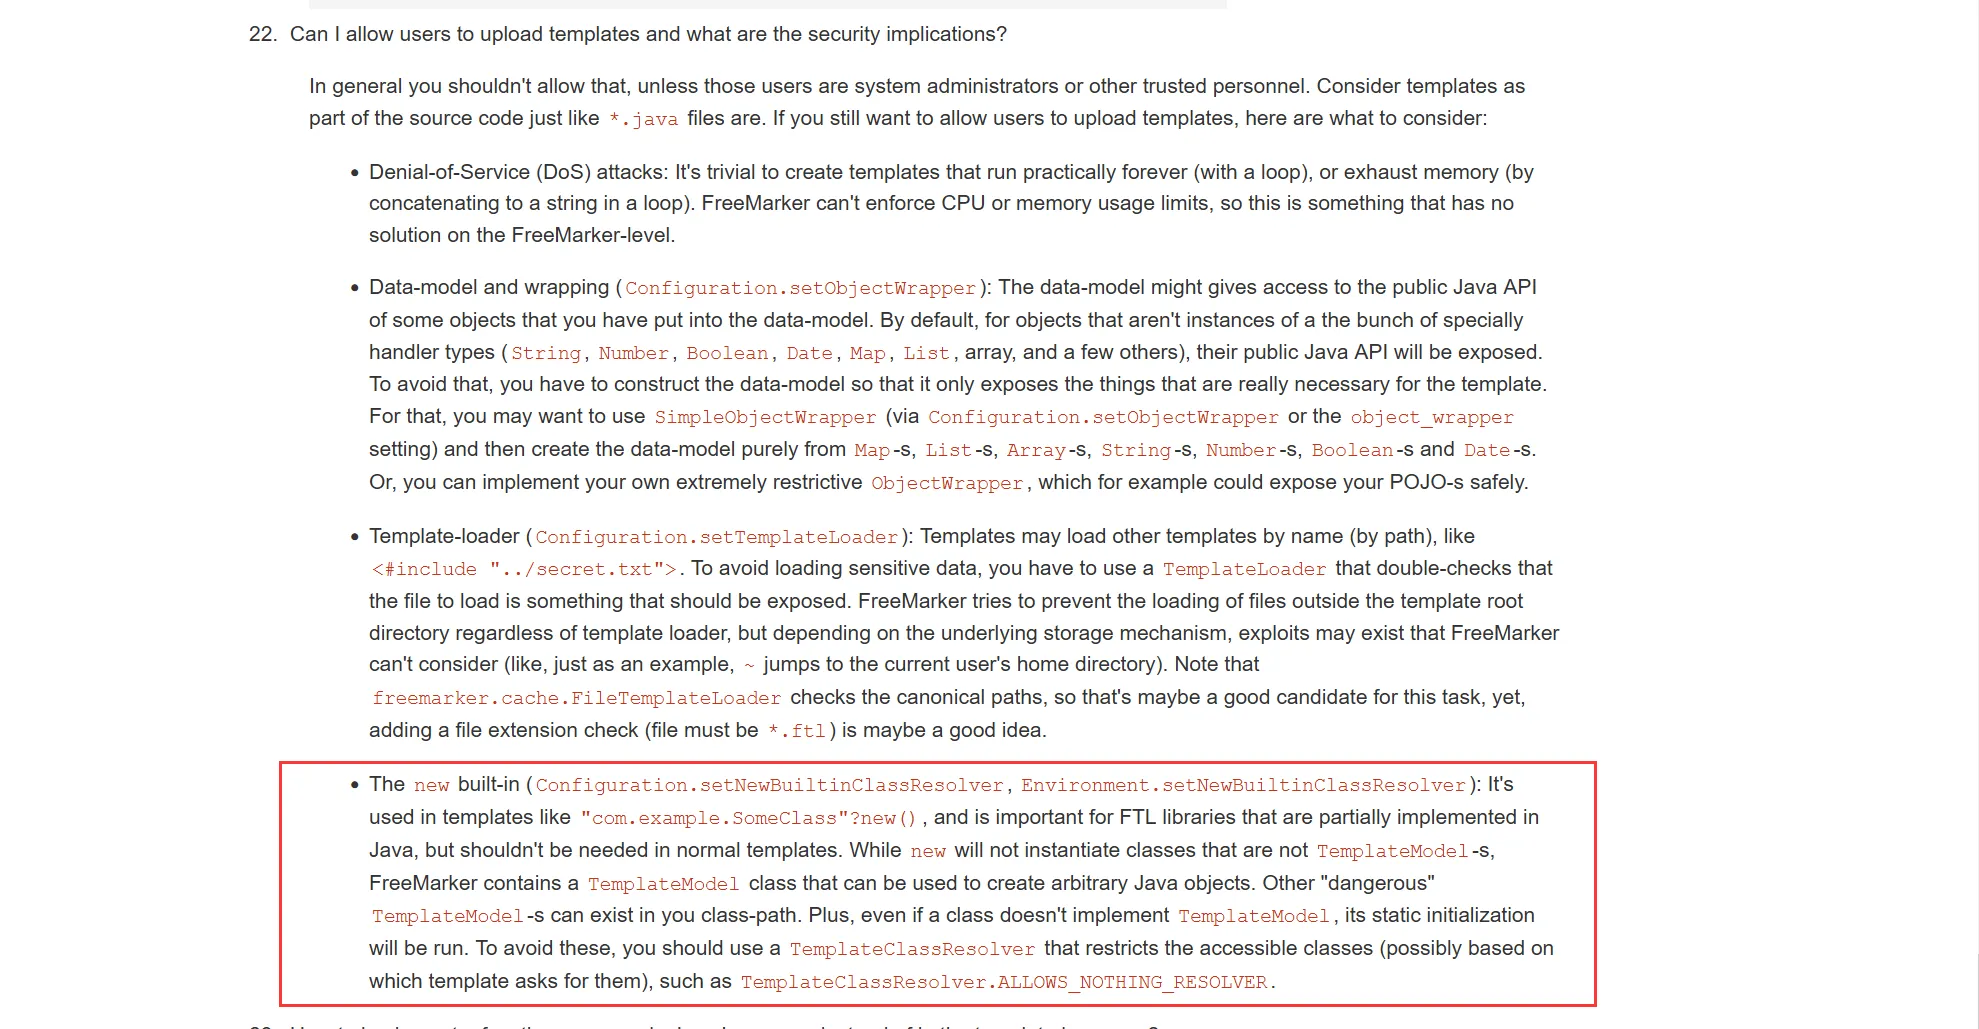 22. Can I allow users to upload templates and what are the security implications?
In general you shouldn't allow that, unless those users are system administrators or other trusted personnel. Consider templates as
part of the source code just like *.java files are. If you still want to allow users to upload templates, here are what to consider:
• Denial-of-Service (DoS) attacks: It's trivial to create templates that run practically forever (with a loop), or exhaust memory (by
concatenating to a string in a loop). FreeMarker can't enforce CPU or memory usage limits, so this is something that has no
solution on the FreeMarker-level.
• Data-model and wrapping (Configuration.setObjectWrapper): The data-model might gives access to the public Java API
of some objects that you have put into the data-model. By default, for objects that aren't instances of a the bunch of specially
handler types (String, Number, Boolean, Date, Map, List, array, and a few others), their public Java API will be exposed.
To avoid that, you have to construct the data-model so that it only exposes the things that are really necessary for the template.
For that, you may want to use SimpleObjectWrapper (via Configuration.setObjectWrapper or the object_wrapper
setting) and then create the data-model purely from Map-s, List-s, Array-s, String-s, Number-s, Boolean-s and Date-s.
Or, you can implement your own extremely restrictive ObjectWrapper, which for example could expose your POJO-s safely.
• Template-loader (Configuration.setTemplateLoader): Templates may load other templates by name (by path), like
<#include "../secret.txt">. To avoid loading sensitive data, you have to use a TemplateLoader that double-checks that
the file to load is something that should be exposed. FreeMarker tries to prevent the loading of files outside the template root
directory regardless of template loader, but depending on the underlying storage mechanism, exploits may exist that FreeMarker
can't consider (like, just as an example, ~ jumps to the current user's home directory). Note that
freemarker.cache.FileTemplateLoader checks the canonical paths, so that's maybe a good candidate for this task, yet,
adding a file extension check (file must be *.ftl) is maybe a good idea.
• The new built-in (Configuration.setNewBuiltinClassResolver, Environment.setNewBuiltinClassResolver): It's
used in templates like "com.example.SomeClass"?new(), and is important for FTL libraries that are partially implemented in
Java, but shouldn't be needed in normal templates. While new will not instantiate classes that are not TemplateModel-s,
FreeMarker contains a TemplateModel class that can be used to create arbitrary Java objects. Other "dangerous"
TemplateModel-s can exist in you class-path. Plus, even if a class doesn't implement TemplateModel, its static initialization
will be run. To avoid these, you should use a TemplateClassResolver that restricts the accessible classes (possibly based on
which template asks for them), such as TemplateClassResolver.ALLOWS_NOTHING_RESOLVER.